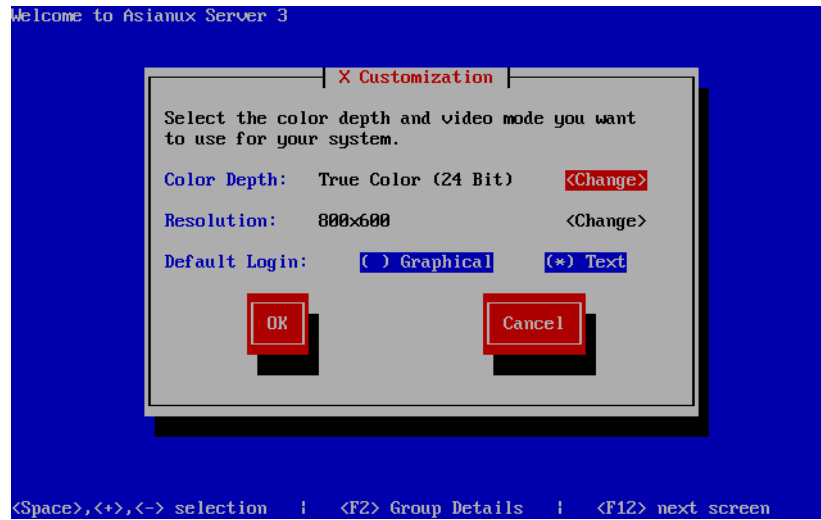 Welcome to Asianux Server 3
X Customization
Select the color depth and video mode you want
to use for your system.
Color Depth: True Color (24 Bit) <Change>
Resolution: 800x600 <Change>
Default Login: ( ) Graphical (*) Text
OK Cancel
<Space>,<+>,<-> selection | <F2> Group Details | <F12> next screen